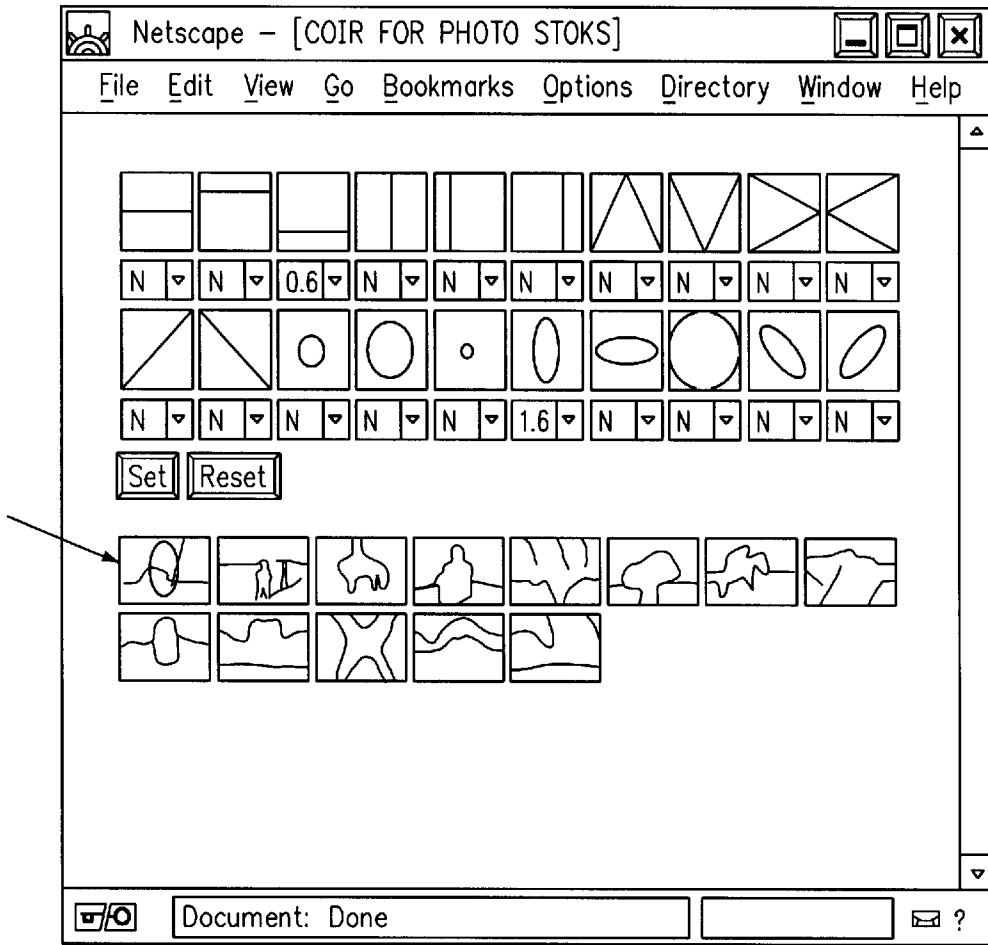 Netscape – [COIR FOR PHOTO STOKS]
File Edit View Go Bookmarks Options Directory Window Help
N N 0.6 N N N N N N N
N N N N N 1.6 N N N N
Set Reset
Document: Done ?